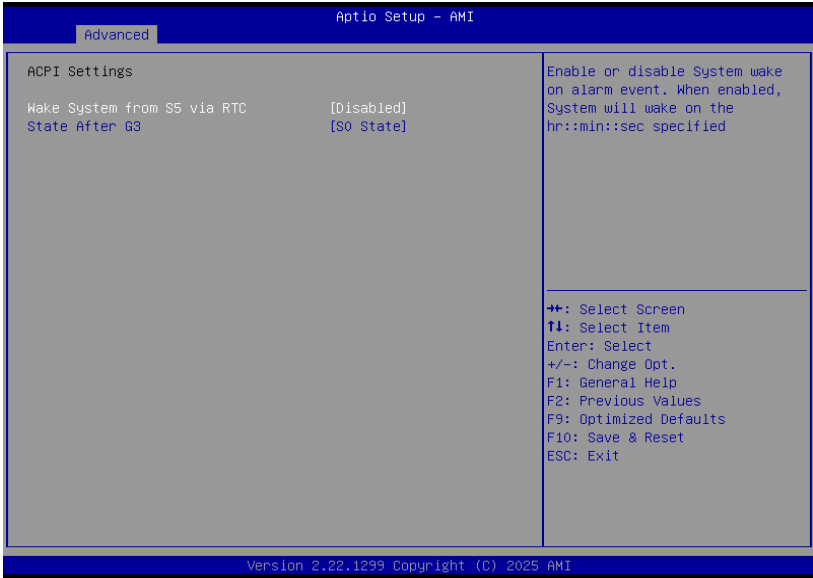 Aptio Setup - AMI
Advanced
ACPI Settings
Wake System from S5 via RTC [Disabled]
State After G3 [S0 State]
Enable or disable System wake
on alarm event. When enabled,
System will wake on the
hr::min::sec specified
→←: Select Screen
↑↓: Select Item
Enter: Select
+/-: Change Opt.
F1: General Help
F2: Previous Values
F9: Optimized Defaults
F10: Save & Reset
ESC: Exit
Version 2.22.1299 Copyright (C) 2025 AMI